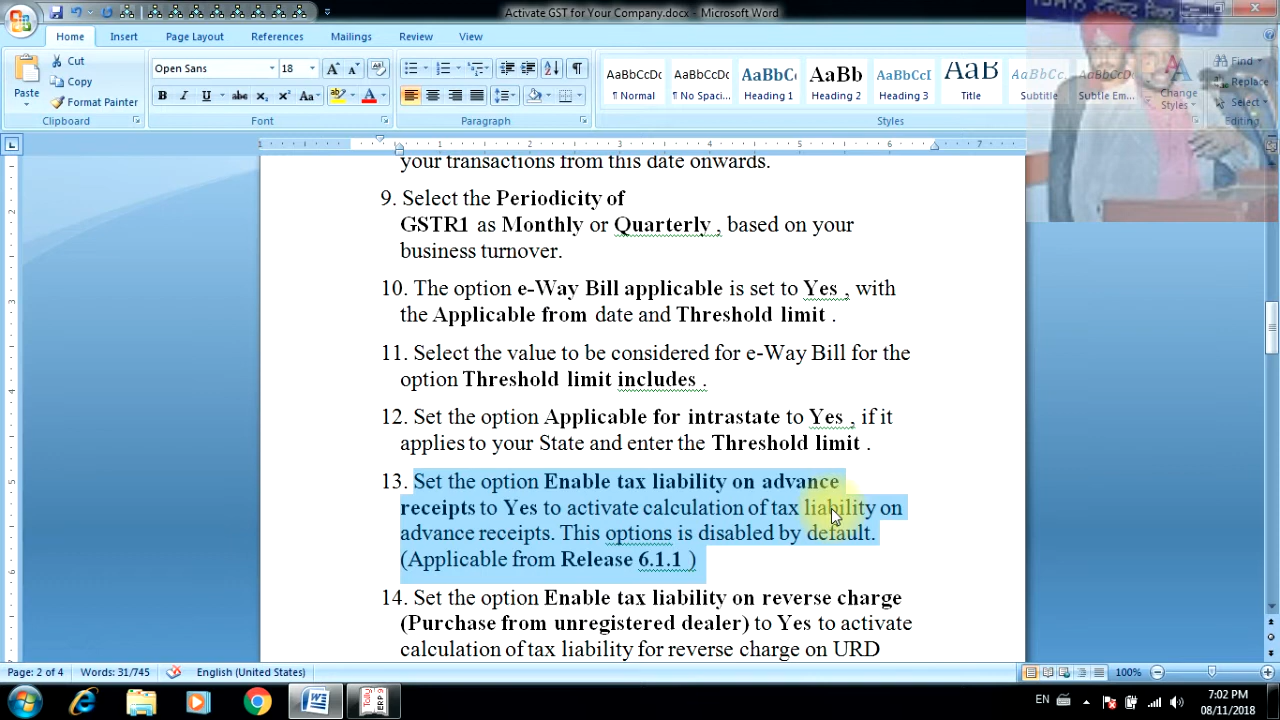 Activate GST for Your Company.docx - Microsoft Word
Home Insert Page Layout References Mailings Review View
Paste
Cut
Copy
Format Painter
Clipboard
Open Sans 18
Font
Paragraph
AaBbCcDc AaBbCcDc AaBbC AaBb AaBbCcI AaB AaBbCcI AaBbCcDc
¶ Normal ¶ No Spaci... Heading 1 Heading 2 Heading 3 Title Subtitle Subtle Em...
Styles
Change Styles
Find
Replace
Select
Editing
your transactions from this date onwards.
9. Select the Periodicity of
GSTR1 as Monthly or Quarterly , based on your
business turnover.
10. The option e-Way Bill applicable is set to Yes , with
the Applicable from date and Threshold limit .
11. Select the value to be considered for e-Way Bill for the
option Threshold limit includes .
12. Set the option Applicable for intrastate to Yes , if it
applies to your State and enter the Threshold limit .
13. Set the option Enable tax liability on advance
receipts to Yes to activate calculation of tax liability on
advance receipts. This options is disabled by default.
(Applicable from Release 6.1.1 )
14. Set the option Enable tax liability on reverse charge
(Purchase from unregistered dealer) to Yes to activate
calculation of tax liability for reverse charge on URD
Page: 2 of 4 Words: 31/745 English (United States) 100%
EN 7:02 PM
08/11/2018